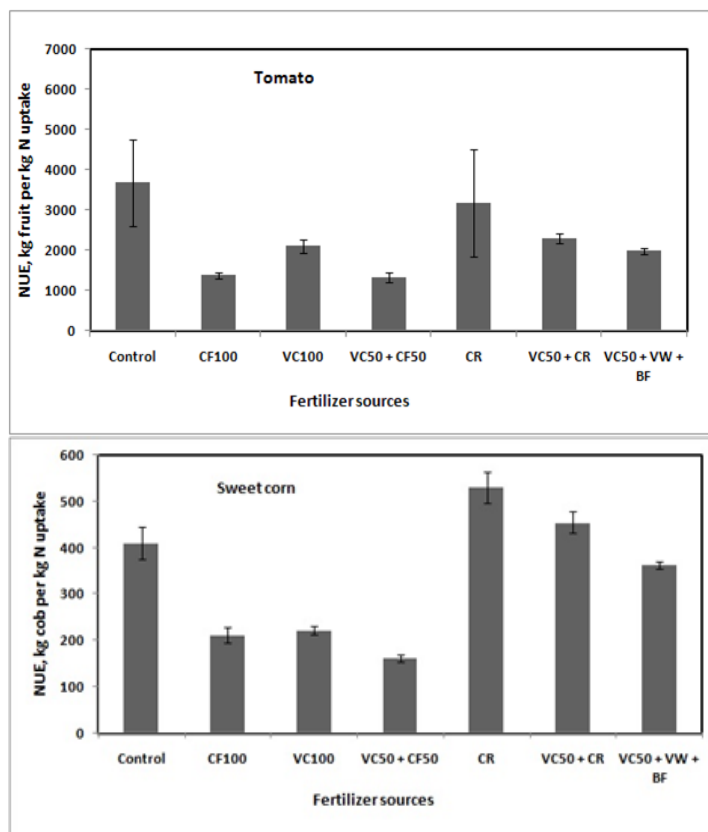 Tomato
NUE, kg fruit per kg N uptake
7000
6000
5000
4000
3000
2000
1000
0
Control CF100 VC100 VC50 + CF50 CR VC50 + CR VC50 + VW +
BF
Fertilizer sources
Sweet corn
NUE, kg cob per kg N uptake
600
500
400
300
200
100
0
Control CF100 VC100 VC50 + CF50 CR VC50 + CR VC50 + VW +
BF
Fertilizer sources